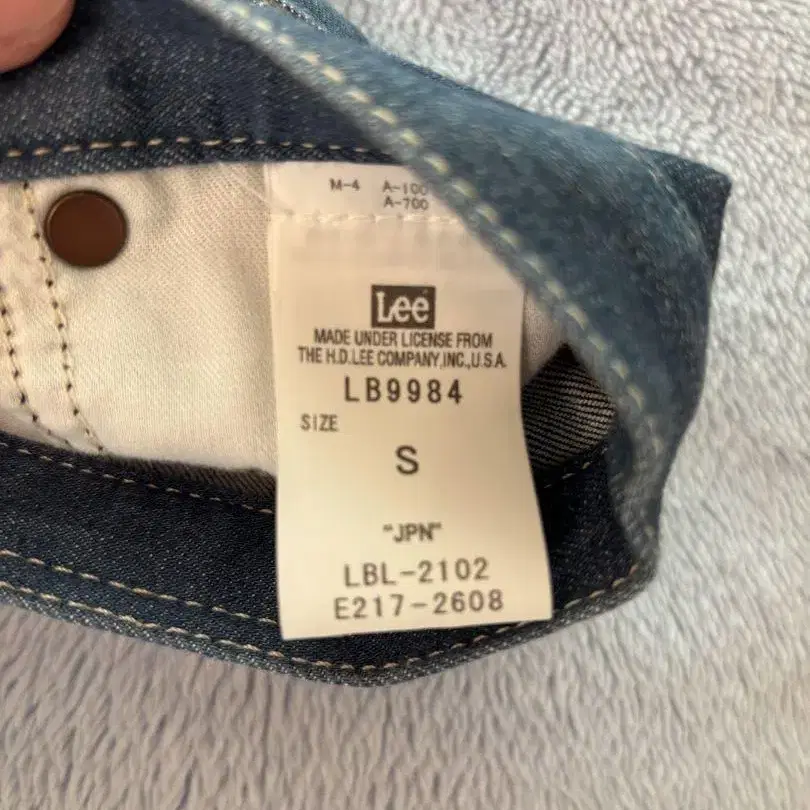 M-4 A-100
A-700
Lee
MADE UNDER LICENSE FROM
THE H.D.LEE COMPANY,INC.,U.S.A.
LB9984
SIZE
S
"JPN"
LBL-2102
E217-2608